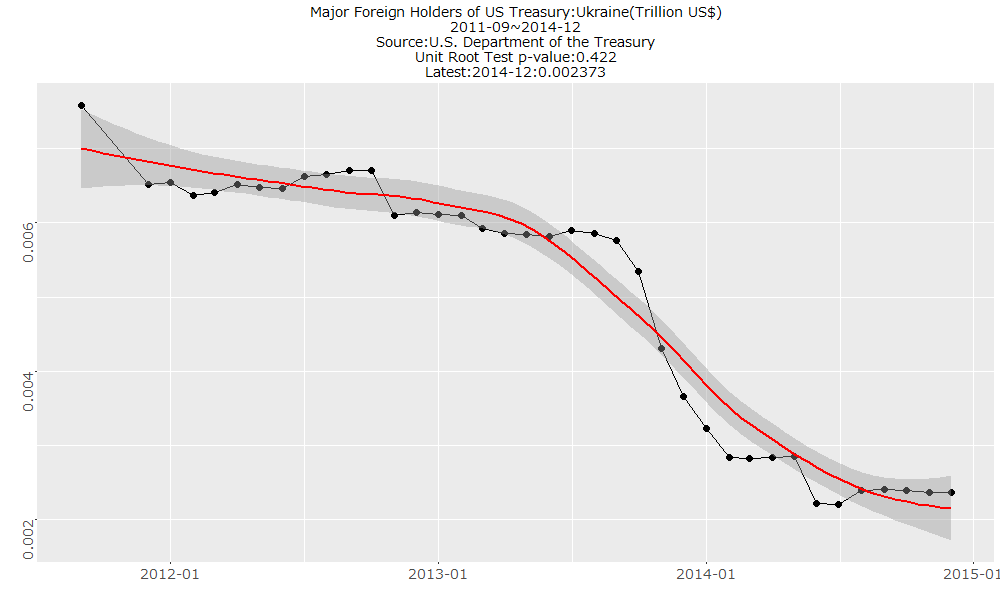 Major Foreign Holders of US Treasury:Ukraine(Trillion US$)
2011-09~2014-12
Source:U.S. Department of the Treasury
Unit Root Test p-value:0.422
Latest:2014-12:0.002373
0.006
0.004
0.002
2012-01
2013-01
2014-01
2015-01